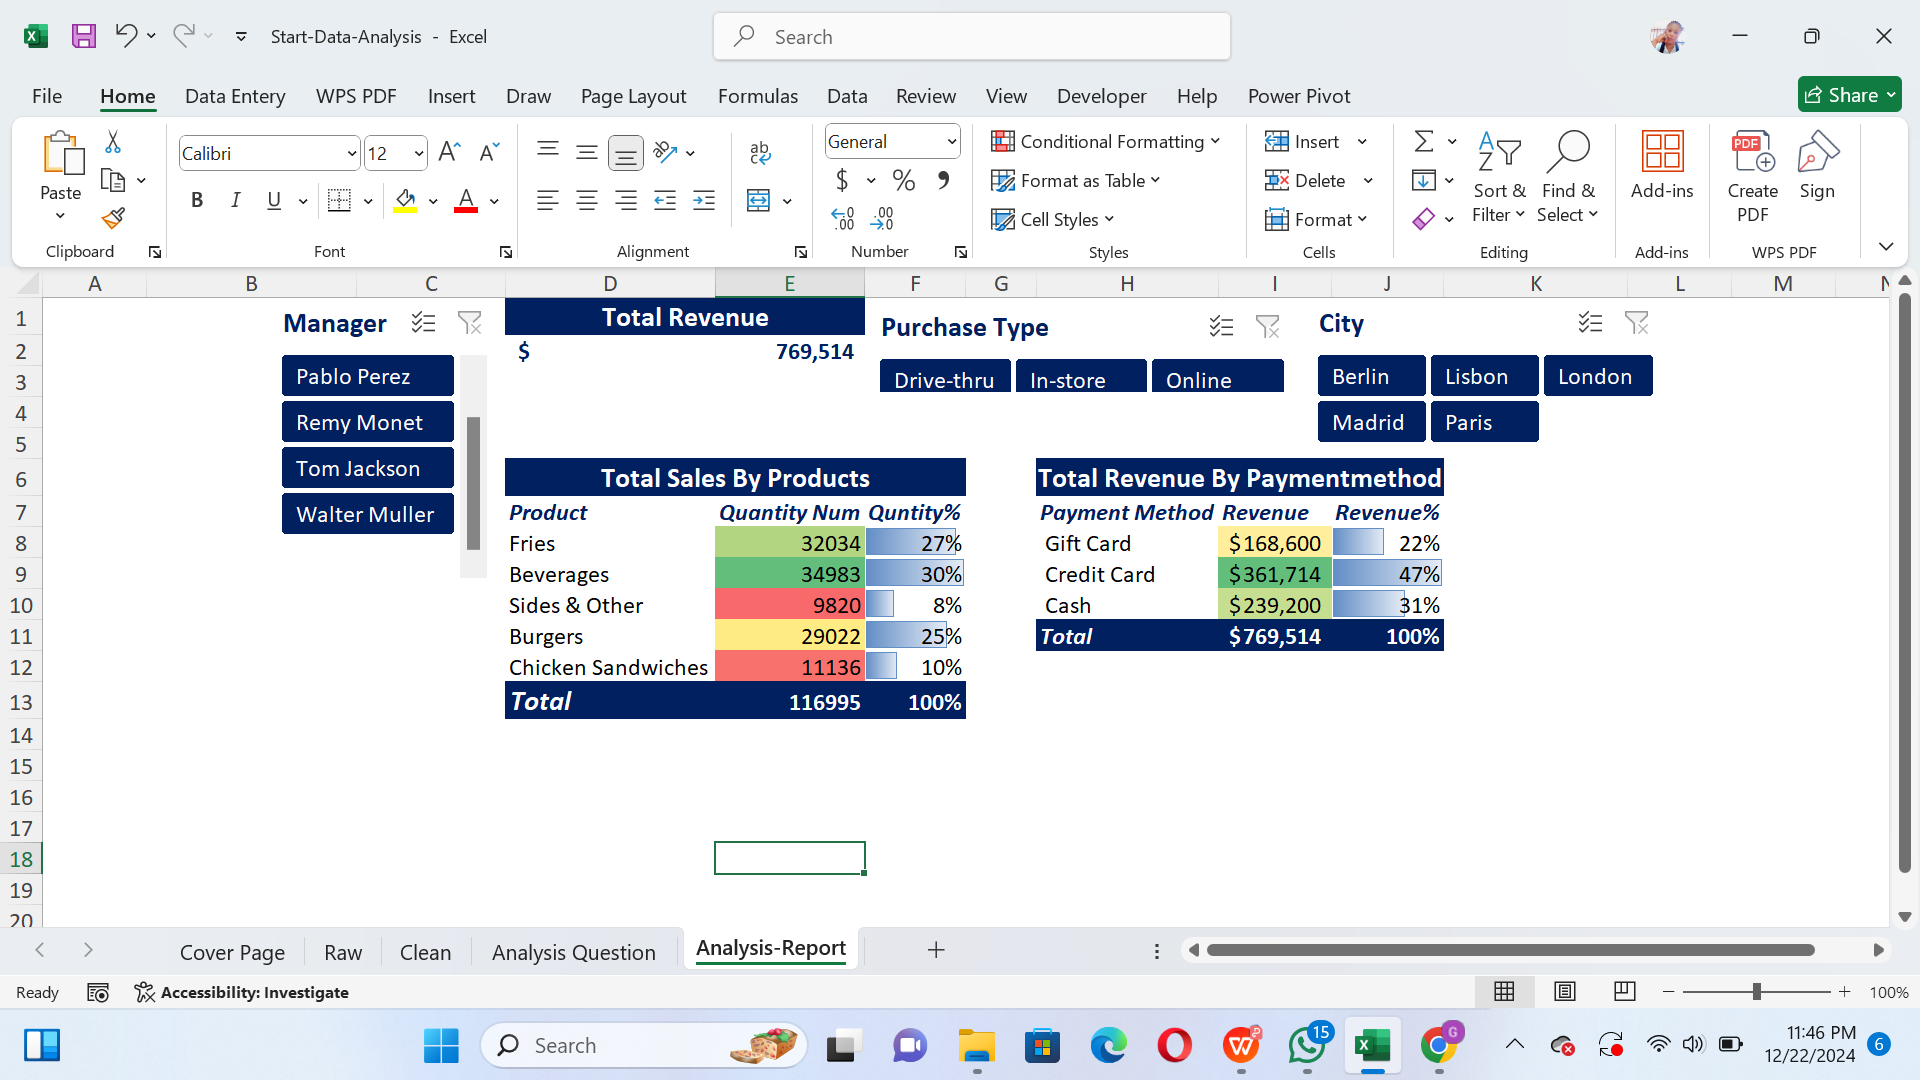 Start-Data-Analysis - Excel
Search
File Home Data Entery WPS PDF Insert Draw Page Layout Formulas Data Review View Developer Help Power Pivot
Share
Paste
Calibri 12
B I U
A
ab
General
$ % ,
Conditional Formatting
Format as Table
Cell Styles
Insert
Delete
Format
Sort & Filter
Find & Select
Add-ins
PDF
Create PDF
Sign
Clipboard Font Alignment Number Styles Cells Editing Add-ins WPS PDF
A B C D E F G H I J K L M N
1 2 3 4 5 6 7 8 9 10 11 12 13 14 15 16 17 18 19 20
Manager
Pablo Perez
Remy Monet
Tom Jackson
Walter Muller
Total Revenue
$ 769,514
Purchase Type
Drive-thru In-store Online
City
Berlin Lisbon London
Madrid Paris
Total Sales By Products
Product Quantity Num Quntity%
Fries 32034 27%
Beverages 34983 30%
Sides & Other 9820 8%
Burgers 29022 25%
Chicken Sandwiches 11136 10%
Total 116995 100%
Total Revenue By Paymentmethod
Payment Method Revenue Revenue%
Gift Card $168,600 22%
Credit Card $361,714 47%
Cash $239,200 31%
Total $769,514 100%
Cover Page Raw Clean Analysis Question Analysis-Report
Ready Accessibility: Investigate 100%
Search
15
G
11:46 PM
12/22/2024
6